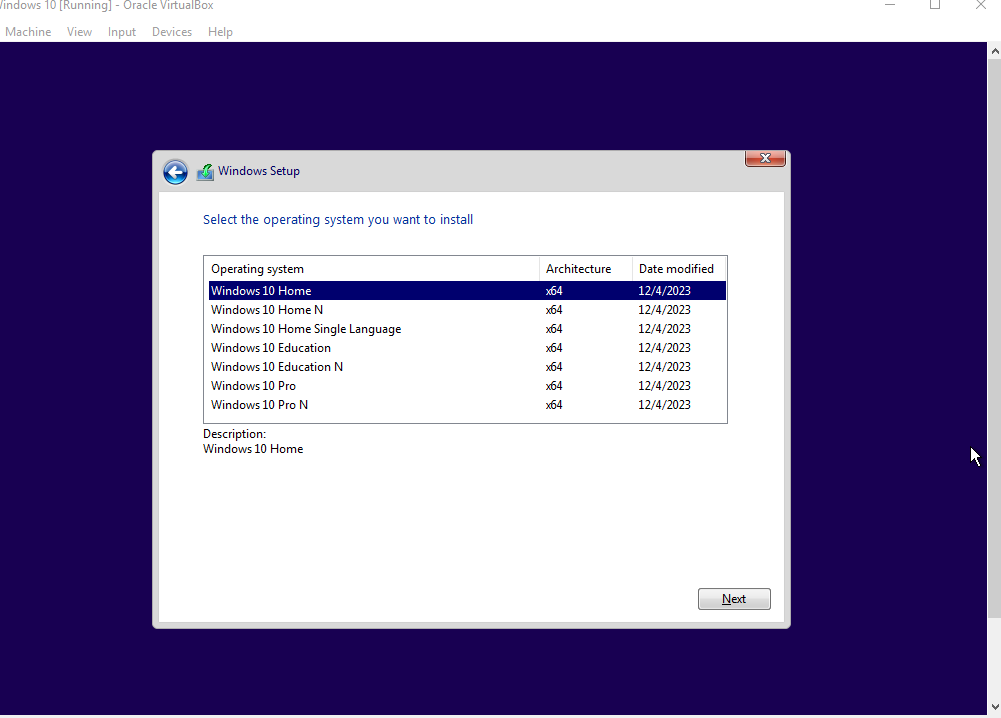 indows 10 [Running] - Oracle VirtualBox
Machine View Input Devices Help
Windows Setup
Select the operating system you want to install
Operating system Architecture Date modified
Windows 10 Home x64 12/4/2023
Windows 10 Home N x64 12/4/2023
Windows 10 Home Single Language x64 12/4/2023
Windows 10 Education x64 12/4/2023
Windows 10 Education N x64 12/4/2023
Windows 10 Pro x64 12/4/2023
Windows 10 Pro N x64 12/4/2023
Description:
Windows 10 Home
Next